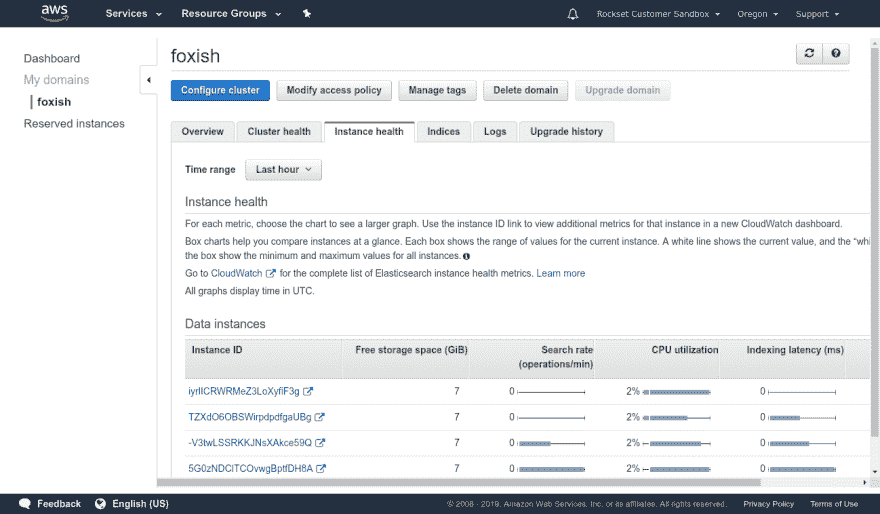 aws Services Resource Groups Rockset Customer Sandbox Oregon Support
Dashboard
My domains
foxish
Reserved instances
foxish
Configure cluster Modify access policy Manage tags Delete domain Upgrade domain
Overview Cluster health Instance health Indices Logs Upgrade history
Time range Last hour
Instance health
For each metric, choose the chart to see a larger graph. Use the instance ID link to view additional metrics for that instance in a new CloudWatch dashboard.
Box charts help you compare instances at a glance. Each box shows the range of values for the current instance. A white line shows the current value, and the "whi
the box show the minimum and maximum values for all instances.
Go to CloudWatch for the complete list of Elasticsearch instance health metrics. Learn more
All graphs display time in UTC.
Data instances
Instance ID Free storage space (GiB) Search rate (operations/min) CPU utilization Indexing latency (ms)
7 0 2% 0
TZXdO6OBSWirpdpdfgaUBg 7 0 2% 0
-V3twLSSRKKJNsXAkce59Q 7 0 2% 0
7 0 2% 0
Feedback English (US) © 2008 - 2019, Amazon Web Services, Inc. or its affiliates. All rights reserved. Privacy Policy Terms of Use